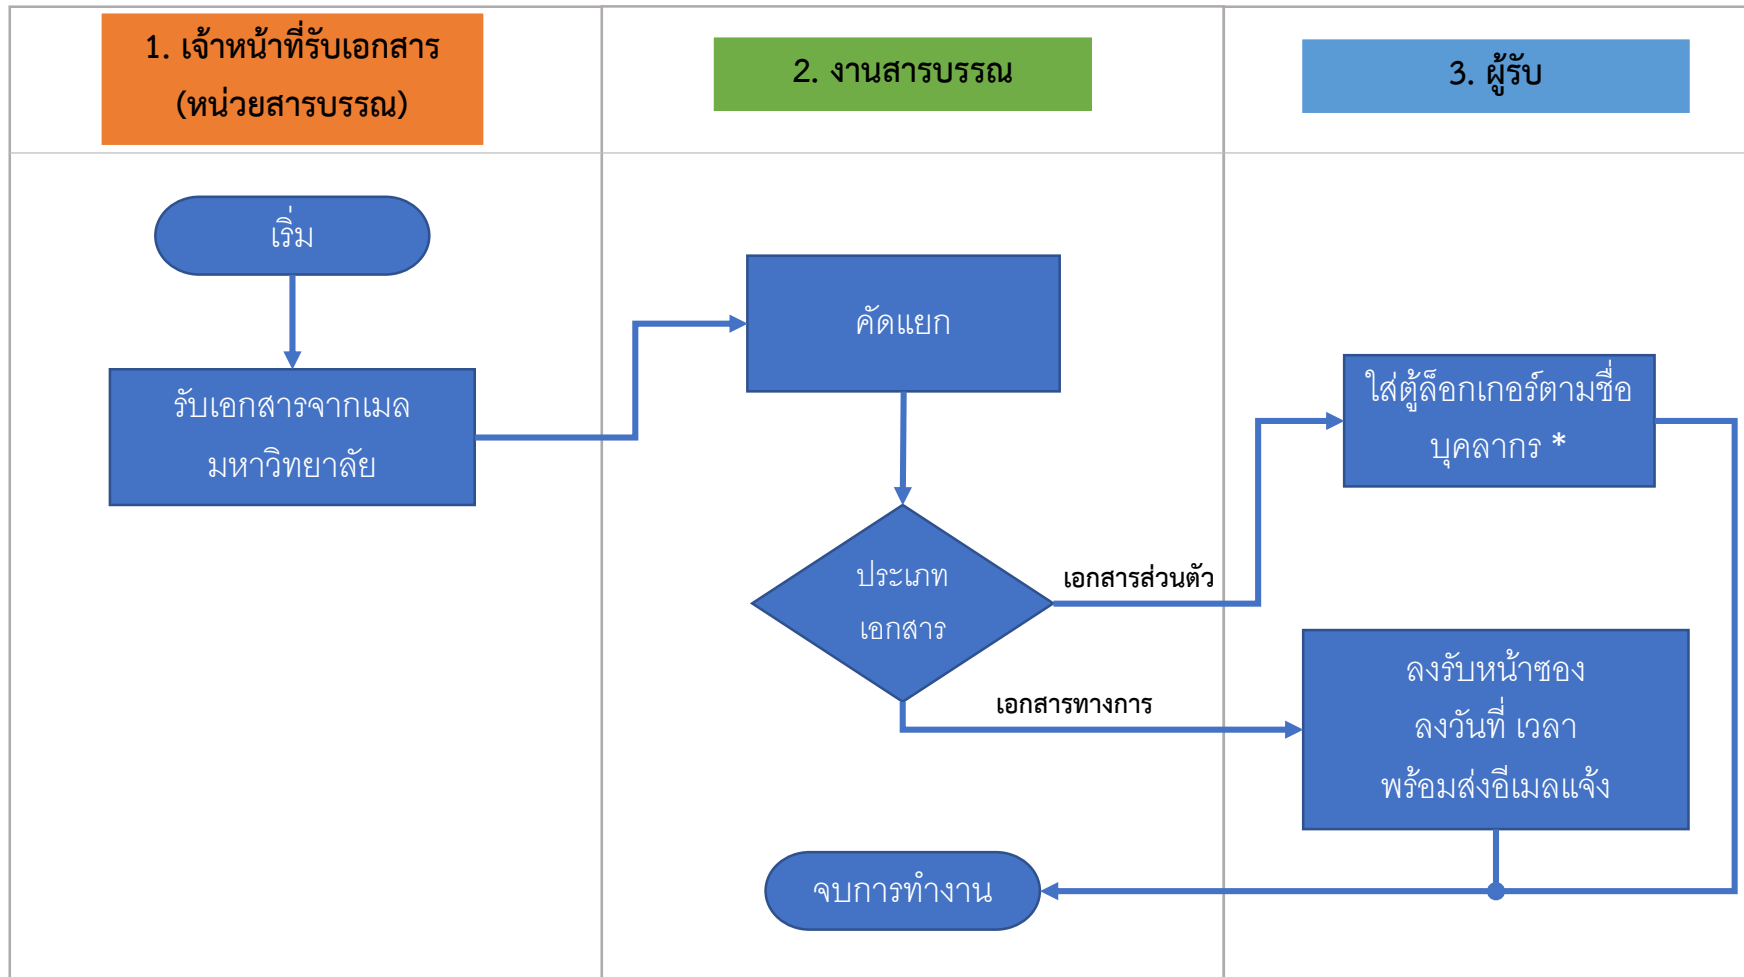 1. เจ้าหน้าที่รับเอกสาร
(หน่วยสารบรรณ)
2. งานสารบรรณ
3. ผู้รับ
เริ่ม
รับเอกสารจากเมล
มหาวิทยาลัย
คัดแยก
ประเภท
เอกสาร
เอกสารส่วนตัว
เอกสารทางการ
ใส่ตู้ล็อกเกอร์ตามชื่อ
บุคลากร *
ลงรับหน้าซอง
ลงวันที่ เวลา
พร้อมส่งอีเมลแจ้ง
จบการทำงาน